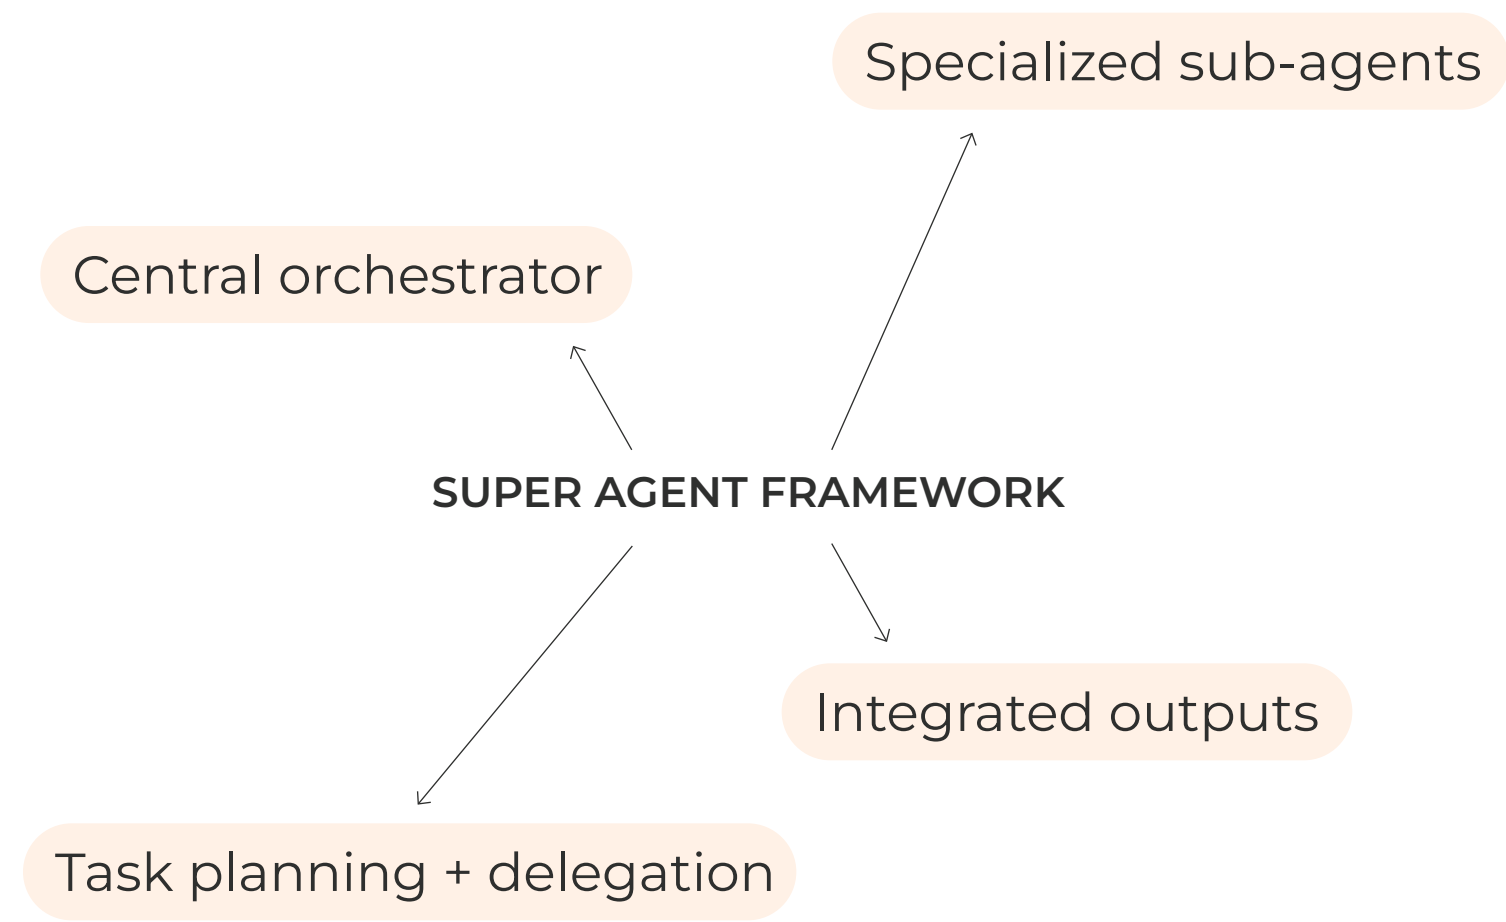 Specialized sub-agents
Central orchestrator
SUPER AGENT FRAMEWORK
Integrated outputs
Task planning + delegation